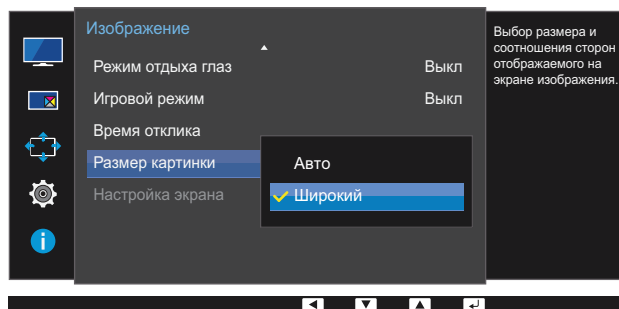 Изображение
Режим отдыха глаз Выкл
Игровой режим Выкл
Время отклика
Размер картинки
Настройка экрана
Авто
Широкий
Выбор размера и
соотношения сторон
отображаемого на
экране изображения.